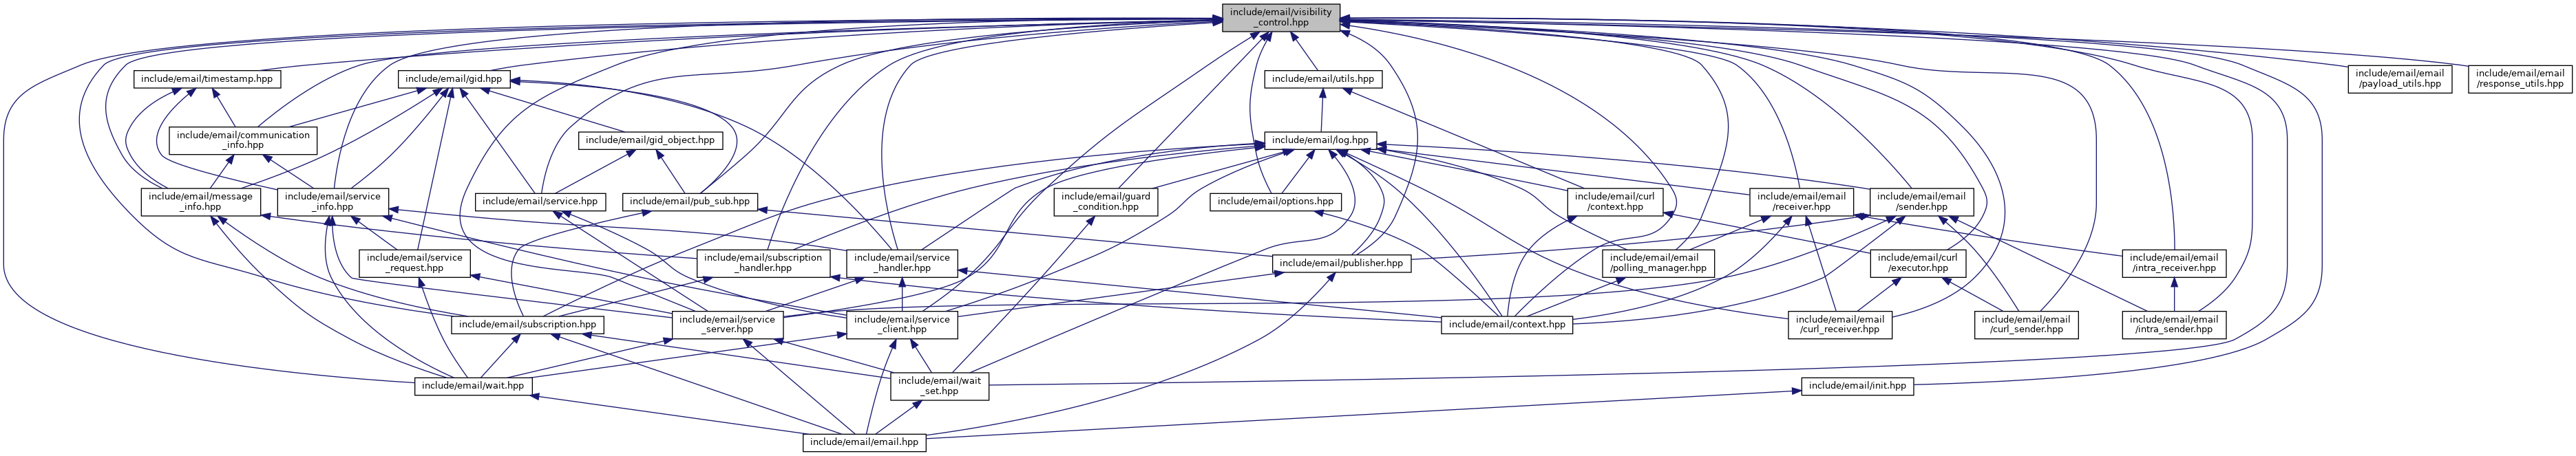 include/email/visibility
_control.hpp
include/email/timestamp.hpp
include/email/gid.hpp
include/email/utils.hpp
include/email/email
/payload_utils.hpp
include/email/email
/response_utils.hpp
include/email/communication
_info.hpp
include/email/gid_object.hpp
include/email/log.hpp
include/email/message
_info.hpp
include/email/service
_info.hpp
include/email/service.hpp
include/email/pub_sub.hpp
include/email/guard
_condition.hpp
include/email/options.hpp
include/email/curl
/context.hpp
include/email/email
/receiver.hpp
include/email/email
/sender.hpp
include/email/service
_request.hpp
include/email/subscription
_handler.hpp
include/email/service
_handler.hpp
include/email/publisher.hpp
include/email/email
/polling_manager.hpp
include/email/curl
/executor.hpp
include/email/email
/intra_receiver.hpp
include/email/subscription.hpp
include/email/service
_server.hpp
include/email/service
_client.hpp
include/email/context.hpp
include/email/email
/curl_receiver.hpp
include/email/email
/curl_sender.hpp
include/email/email
/intra_sender.hpp
include/email/wait.hpp
include/email/wait
_set.hpp
include/email/init.hpp
include/email/email.hpp